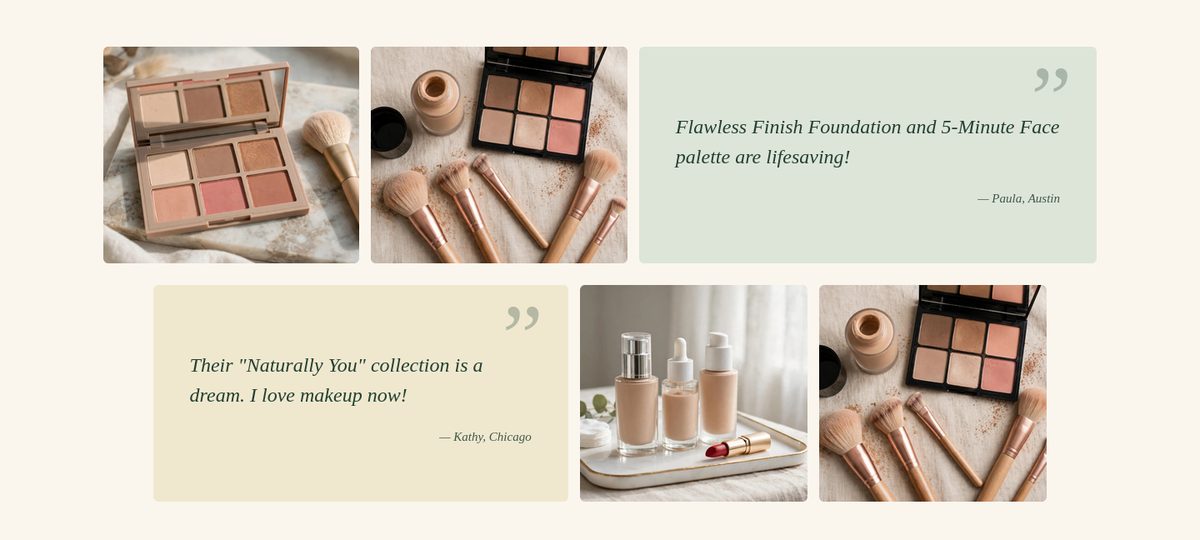 ”
Flawless Finish Foundation and 5-Minute Face
palette are lifesaving!
— Paula, Austin
”
Their "Naturally You" collection is a
dream. I love makeup now!
— Kathy, Chicago